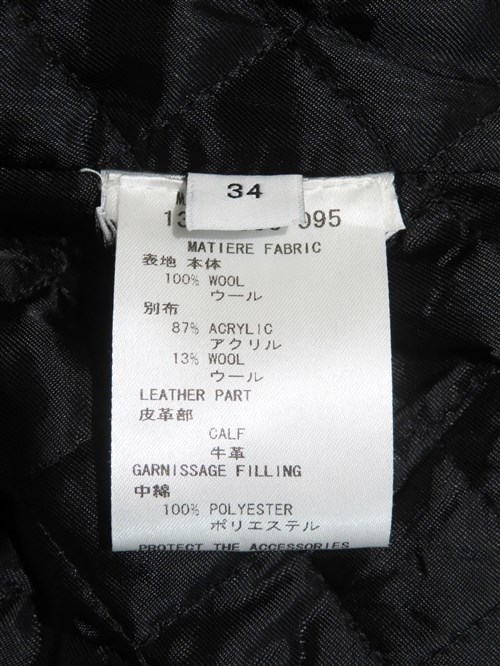 34
095
MATIERE FABRIC
表地 本体
100% WOOL
ウール
別布
87% ACRYLIC
アクリル
13% WOOL
ウール
LEATHER PART
皮革部
CALF
牛革
GARNISSAGE FILLING
中綿
100% POLYESTER
ポリエステル
PROTECT THE ACCESSORIES